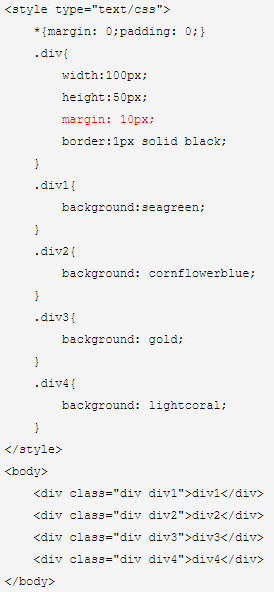 <style type="text/css">
    *{margin: 0;padding: 0;}
    .div{
        width:100px;
        height:50px;
        margin: 10px;
        border:1px solid black;
    }
    .div1{
        background:seagreen;
    }
    .div2{
        background: cornflowerblue;
    }
    .div3{
        background: gold;
    }
    .div4{
        background: lightcoral;
    }
</style>
<body>
    <div class="div div1">div1</div>
    <div class="div div2">div2</div>
    <div class="div div3">div3</div>
    <div class="div div4">div4</div>
</body>